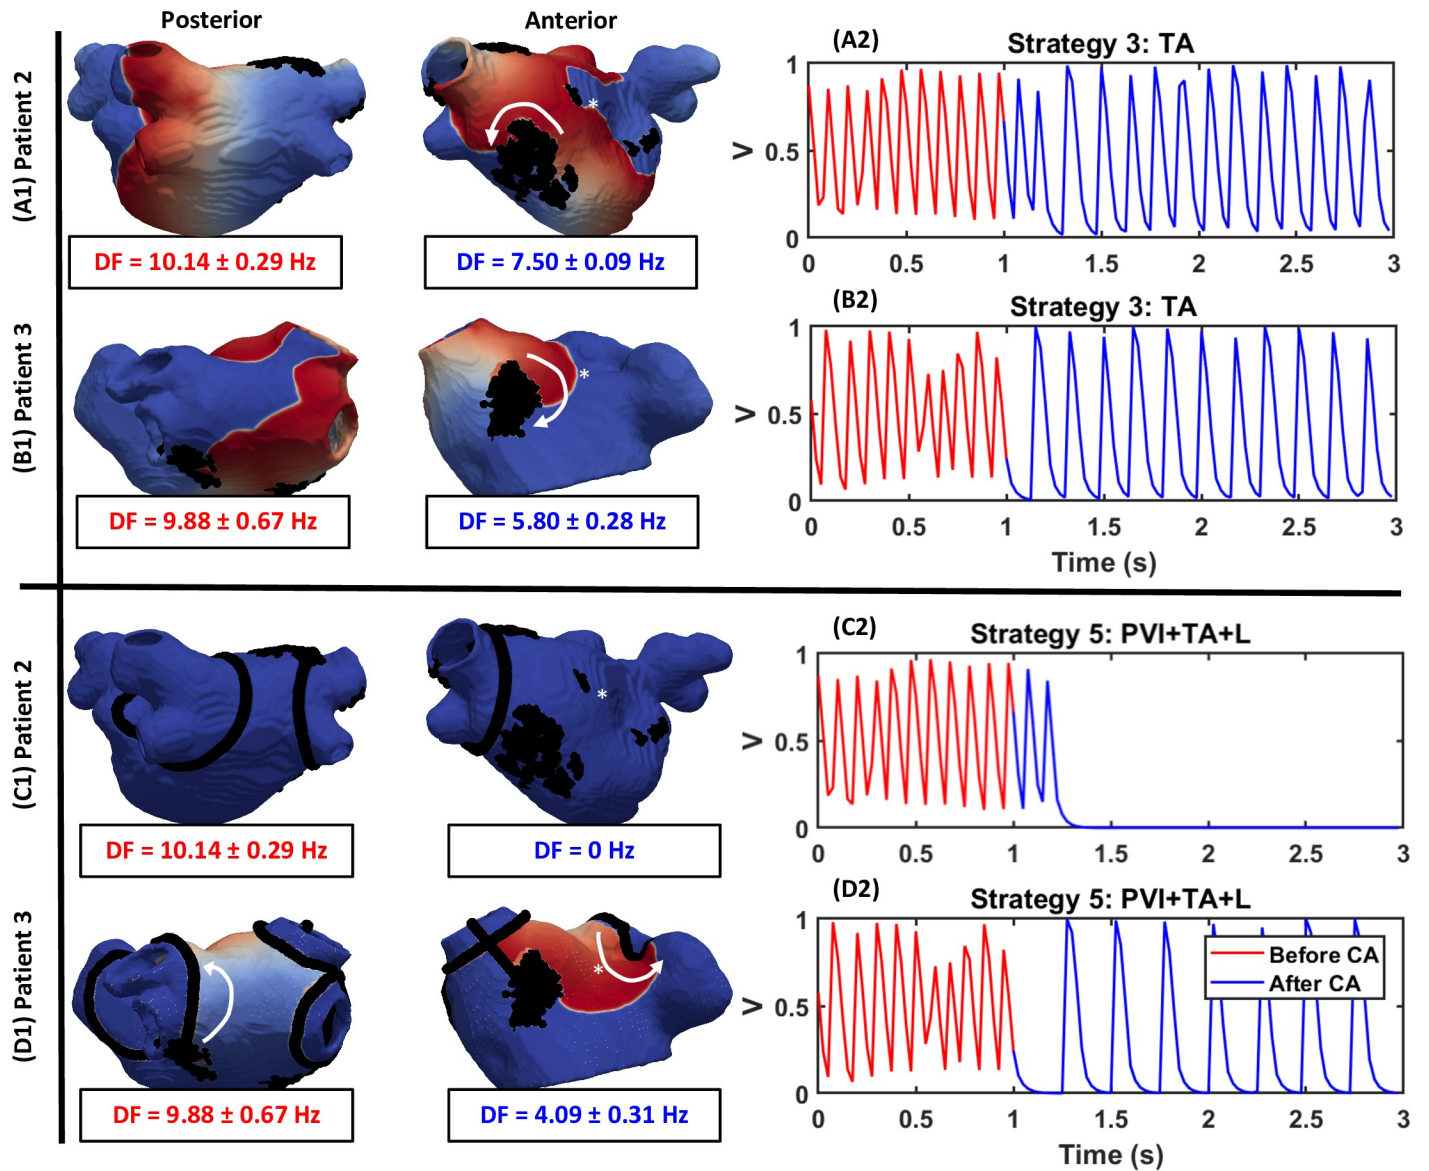 Posterior
Anterior
(A1) Patient 2
*
DF = 10.14 ± 0.29 Hz
DF = 7.50 ± 0.09 Hz
(A2)
Strategy 3: TA
V
1
0.5
0
0 0.5 1 1.5 2 2.5 3
(B1) Patient 3
*
DF = 9.88 ± 0.67 Hz
DF = 5.80 ± 0.28 Hz
(B2)
Strategy 3: TA
V
1
0.5
0
0 0.5 1 1.5 2 2.5 3
Time (s)
(C1) Patient 2
*
DF = 10.14 ± 0.29 Hz
DF = 0 Hz
(C2)
Strategy 5: PVI+TA+L
V
1
0.5
0
0 0.5 1 1.5 2 2.5 3
(D1) Patient 3
*
DF = 9.88 ± 0.67 Hz
DF = 4.09 ± 0.31 Hz
(D2)
Strategy 5: PVI+TA+L
V
1
0.5
0
Before CA
After CA
0 0.5 1 1.5 2 2.5 3
Time (s)